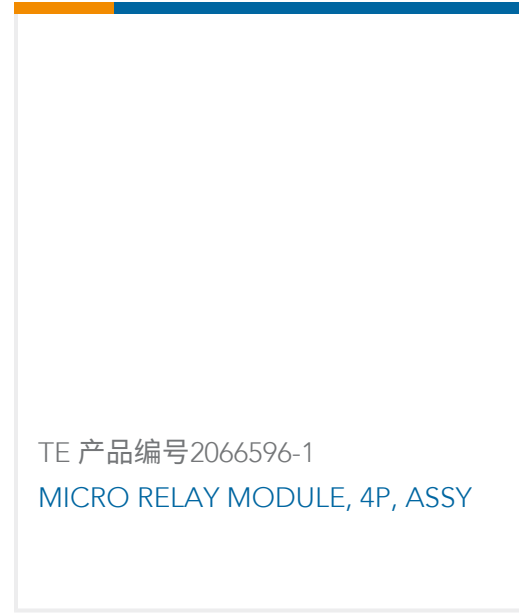 TE 产品编号2066596-1
MICRO RELAY MODULE, 4P, ASSY